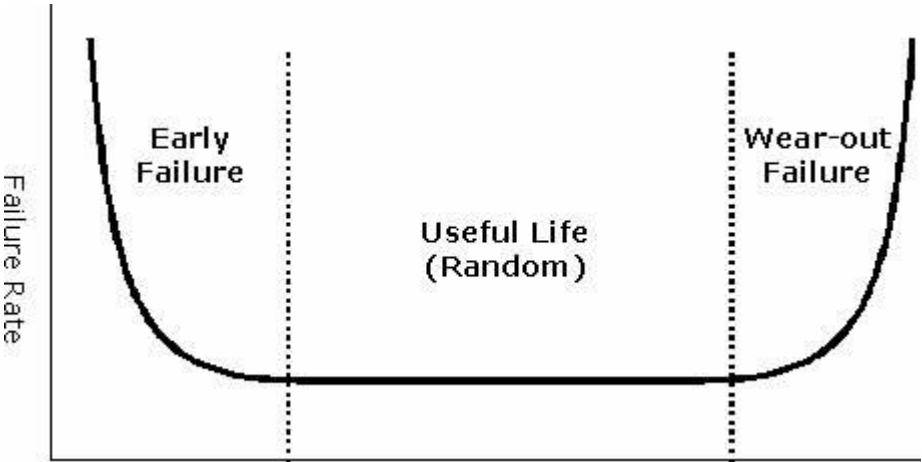 Early
Failure
Wear-out
Failure
Useful Life
(Random)
Failure Rate